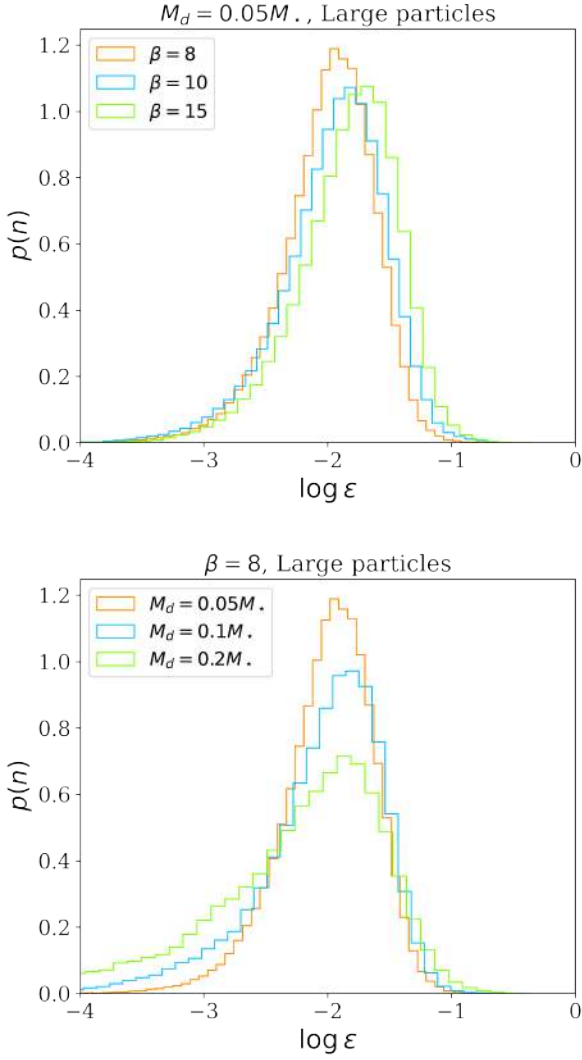 M_d = 0.05M⋆, Large particles
β = 8
β = 10
β = 15
p(n)
1.2
1.0
0.8
0.6
0.4
0.2
0.0
−4 −3 −2 −1 0
log ε
β = 8, Large particles
M_d = 0.05M⋆
M_d = 0.1M⋆
M_d = 0.2M⋆
p(n)
1.2
1.0
0.8
0.6
0.4
0.2
0.0
−4 −3 −2 −1 0
log ε